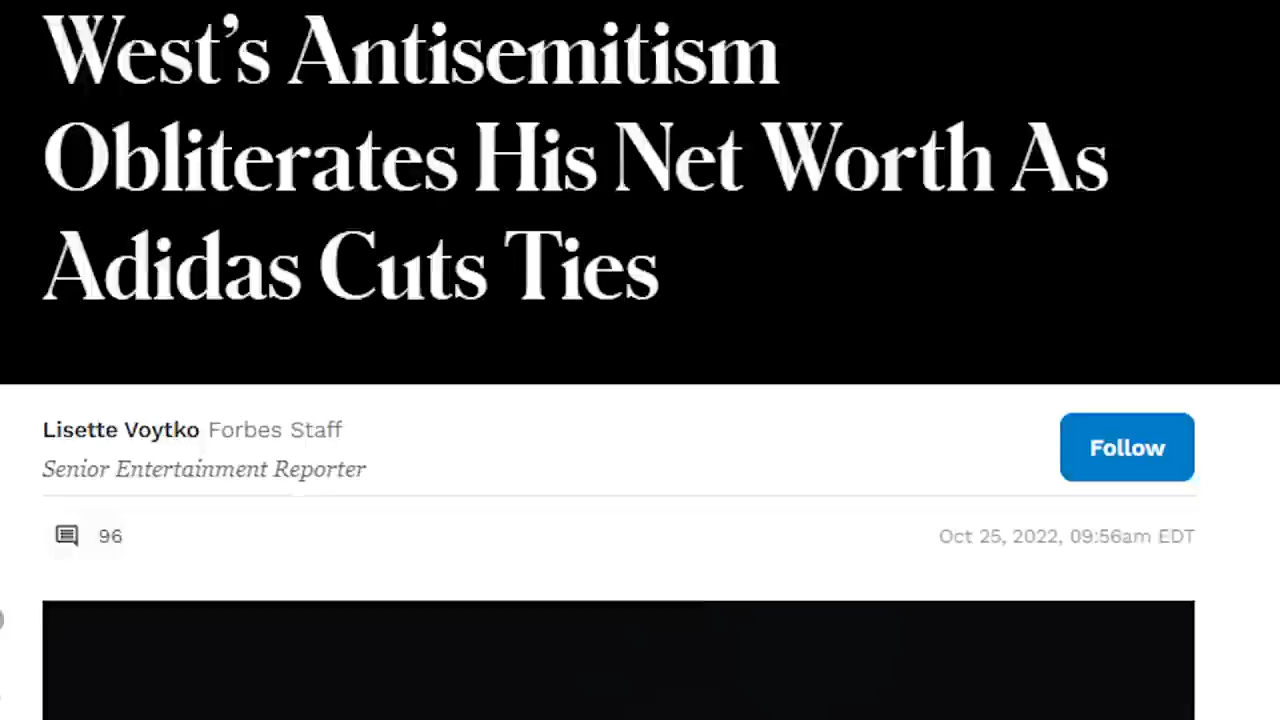 West’s Antisemitism
Obliterates His Net Worth As
Adidas Cuts Ties
Lisette Voytko Forbes Staff
Follow
Senior Entertainment Reporter
96
Oct 25, 2022, 09:56am EDT